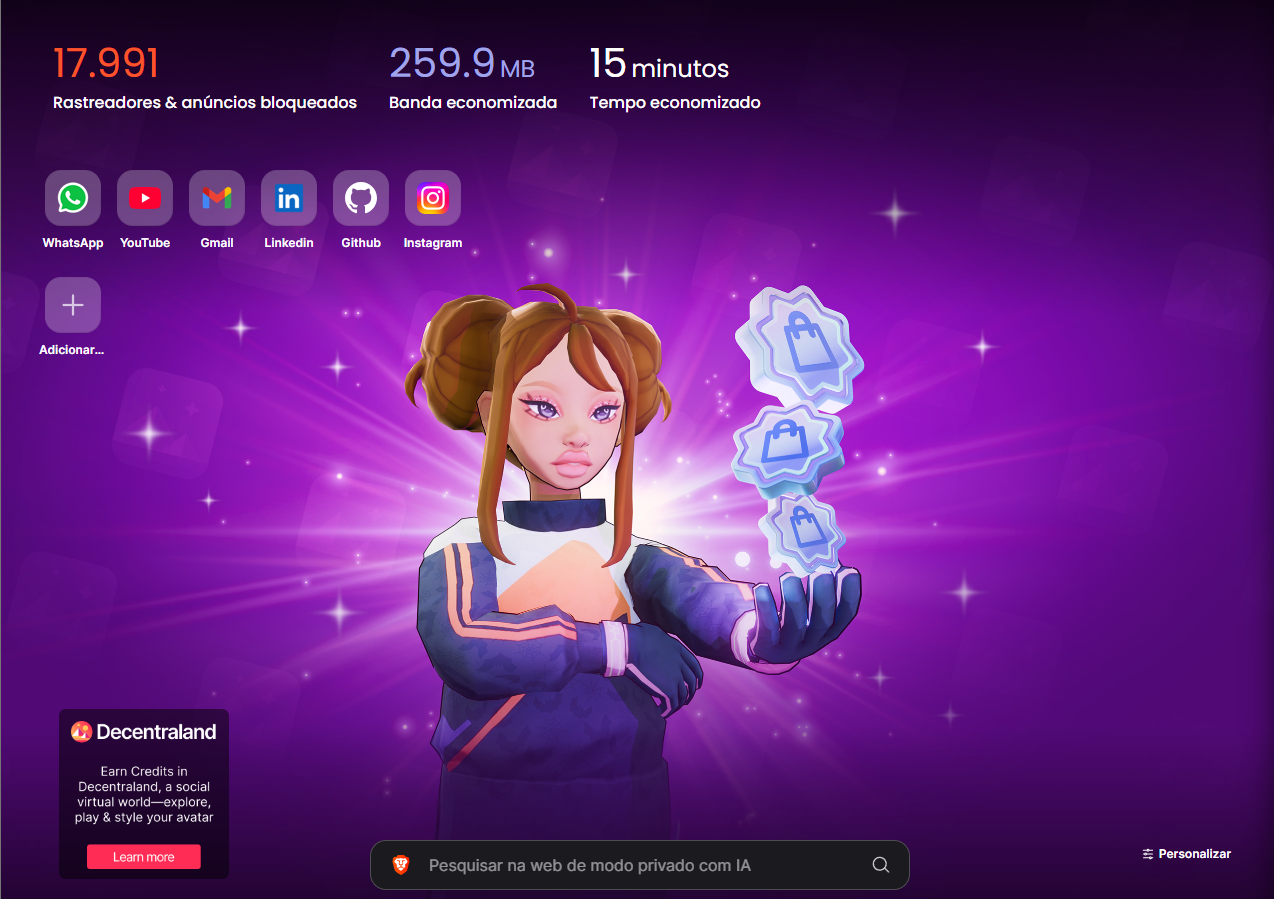 17.991
Rastreadores & anúncios bloqueados
259.9 MB
Banda economizada
15 minutos
Tempo economizado
WhatsApp
YouTube
Gmail
Linkedin
Github
Instagram
Adicionar...
Decentraland
Earn Credits in
Decentraland, a social
virtual world—explore,
play & style your avatar
Learn more
Pesquisar na web de modo privado com IA
Personalizar